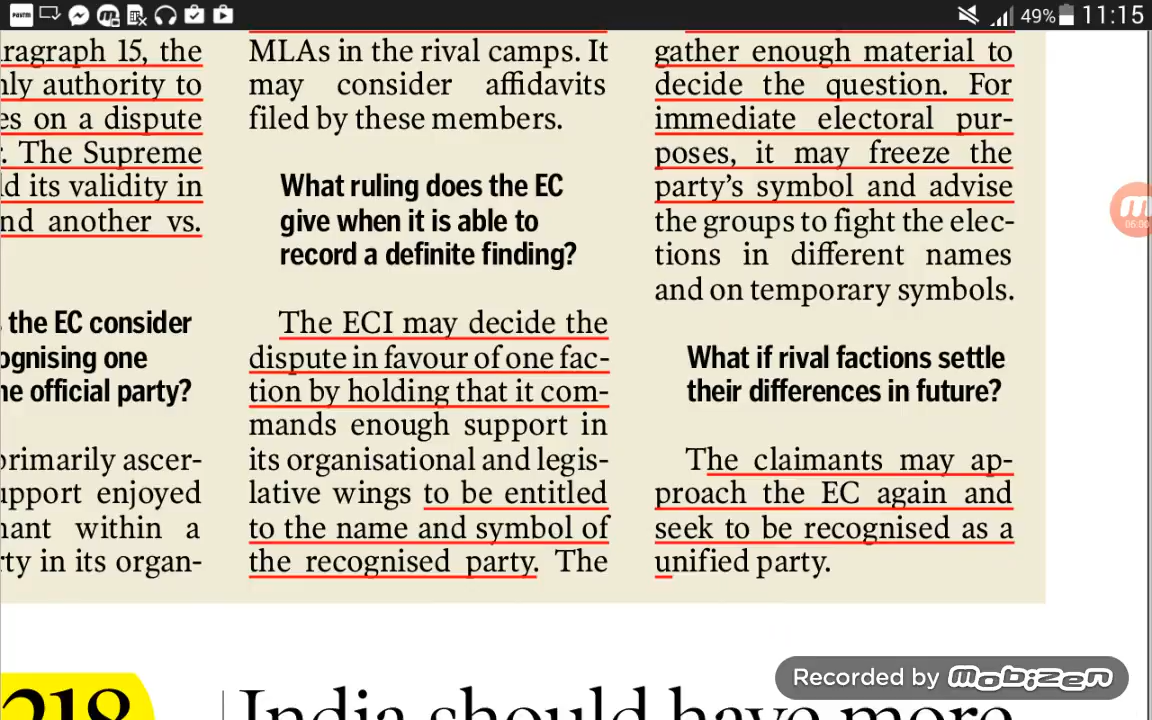 49% 11:15
06:00
ragraph 15, the
authority to
es on a dispute
. The Supreme
its validity in
another vs.
the EC consider
ognising one
official party?
primarily ascer-
enjoyed
within a
in its organ-
MLAs in the rival camps. It
may consider affidavits
filed by these members.
What ruling does the EC
give when it is able to
record a definite finding?
The ECI may decide the
dispute in favour of one fac-
tion by holding that it com-
mands enough support in
its organisational and legis-
lative wings to be entitled
to the name and symbol of
the recognised party. The
gather enough material to
decide the question. For
immediate electoral pur-
poses, it may freeze the
party's symbol and advise
the groups to fight the elec-
tions in different names
and on temporary symbols.
What if rival factions settle
their differences in future?
The claimants may ap-
proach the EC again and
seek to be recognised as a
unified party.
218
India should have more
Recorded by mobizen